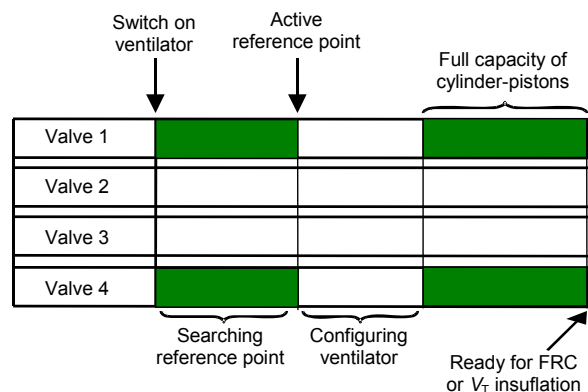 Switch on
ventilator
Active
reference point
Full capacity of
cylinder-pistons
Valve 1
Valve 2
Valve 3
Valve 4
Searching
reference point
Configuring
ventilator
Ready for FRC
or VT insuflation